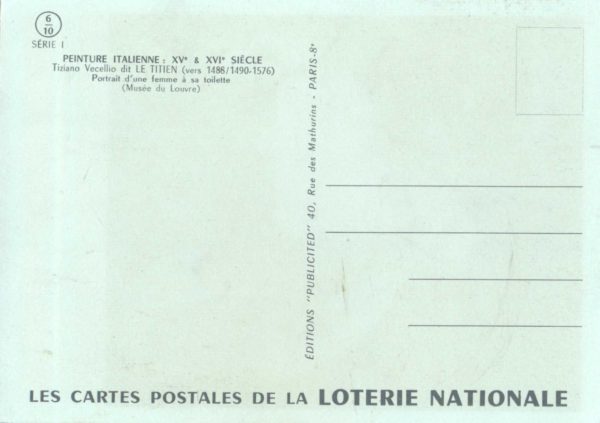 6
10
SÉRIE I
PEINTURE ITALIENNE : XVᵉ & XVIᵉ SIÈCLE
Tiziano Vecellio dit LE TITIEN (vers 1486/1490-1576)
Portrait d'une femme à sa toilette
(Musée du Louvre)
ÉDITIONS "PUBLICITED" 40, Rue des Mathurins - PARIS-8ᵉ
LES CARTES POSTALES DE LA LOTERIE NATIONALE